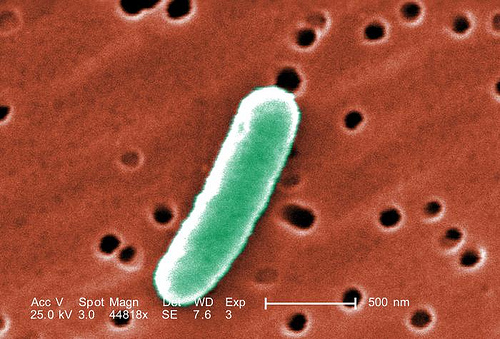 Acc V Spot Magn Det WD Exp 500 nm
25.0 kV 3.0 44818x SE 7.6 3